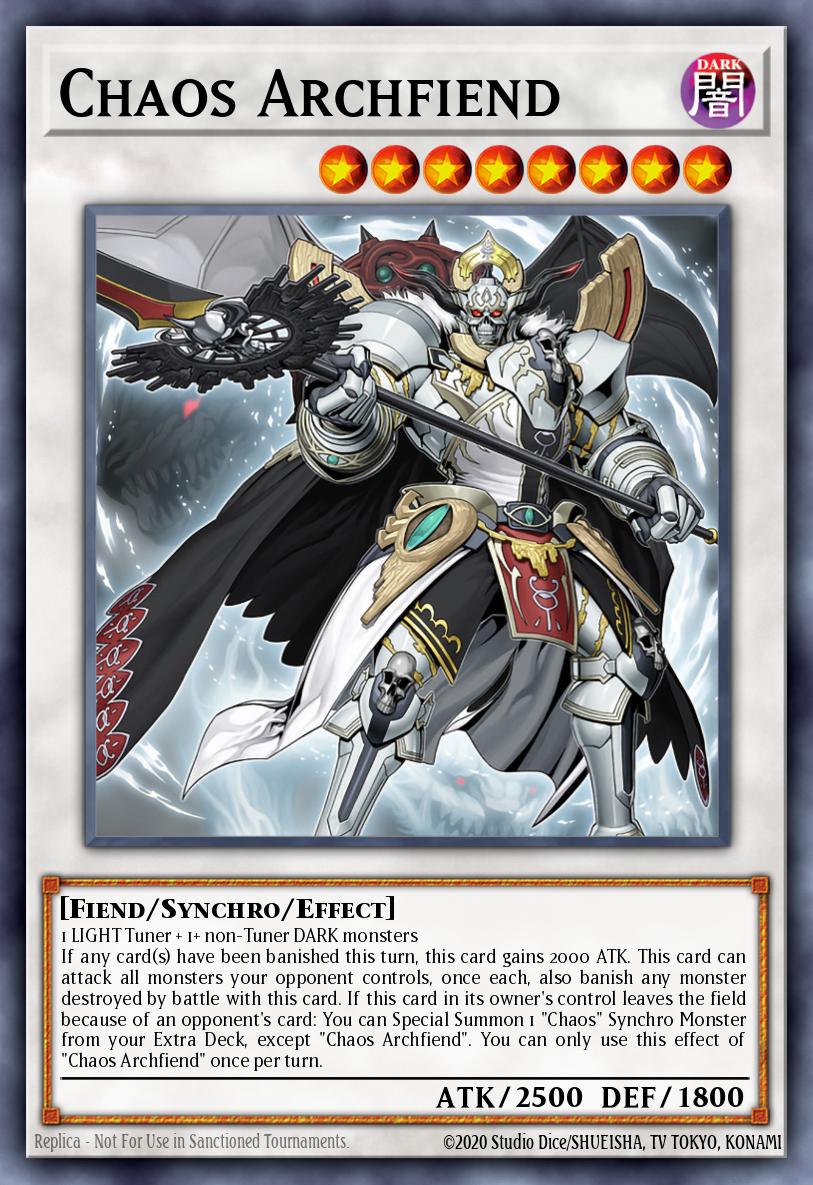 Chaos Archfiend
DARK
闇
[Fiend/Synchro/Effect]
1 LIGHT Tuner + 1+ non-Tuner DARK monsters
If any card(s) have been banished this turn, this card gains 2000 ATK. This card can
attack all monsters your opponent controls, once each, also banish any monster
destroyed by battle with this card. If this card in its owner's control leaves the field
because of an opponent's card: You can Special Summon 1 "Chaos" Synchro Monster
from your Extra Deck, except "Chaos Archfiend". You can only use this effect of
"Chaos Archfiend" once per turn.
ATK/2500 DEF/1800
Replica - Not For Use in Sanctioned Tournaments.
©2020 Studio Dice/SHUEISHA, TV TOKYO, KONAMI